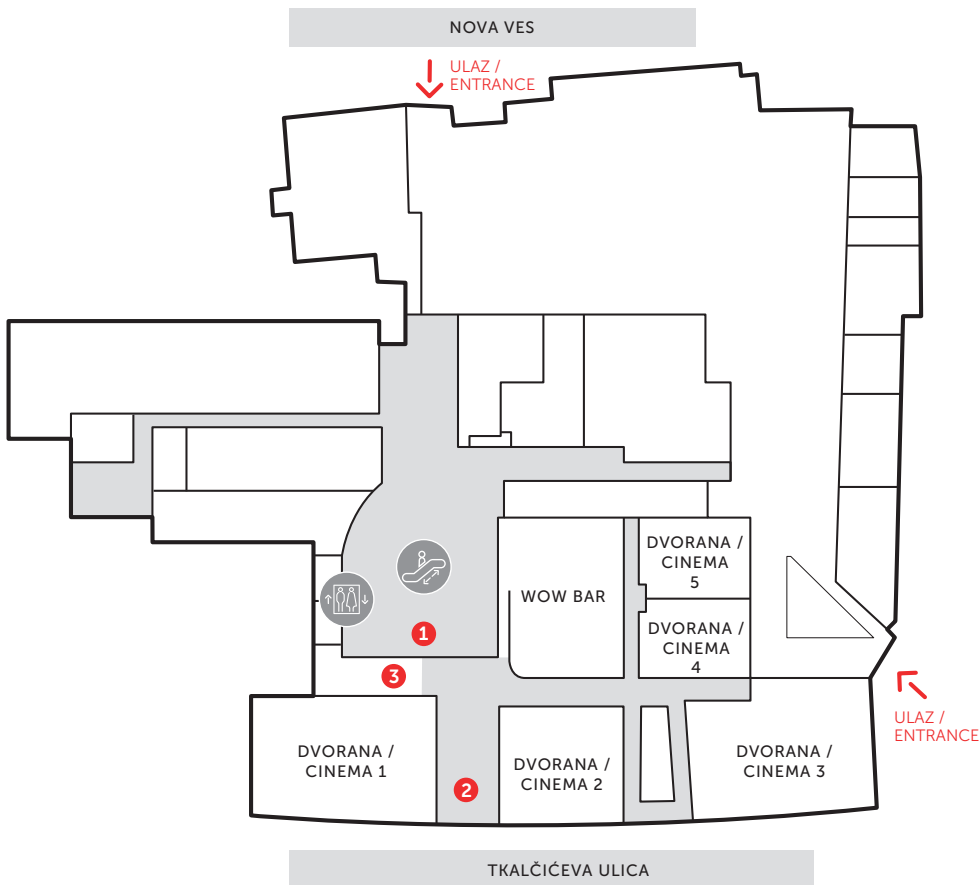 NOVA VES
ULAZ /
ENTRANCE
DVORANA /
CINEMA
5
WOW BAR
DVORANA /
CINEMA
4
1
3
ULAZ /
ENTRANCE
DVORANA /
CINEMA 1
DVORANA /
CINEMA 2
DVORANA /
CINEMA 3
2
TKALČIĆEVA ULICA